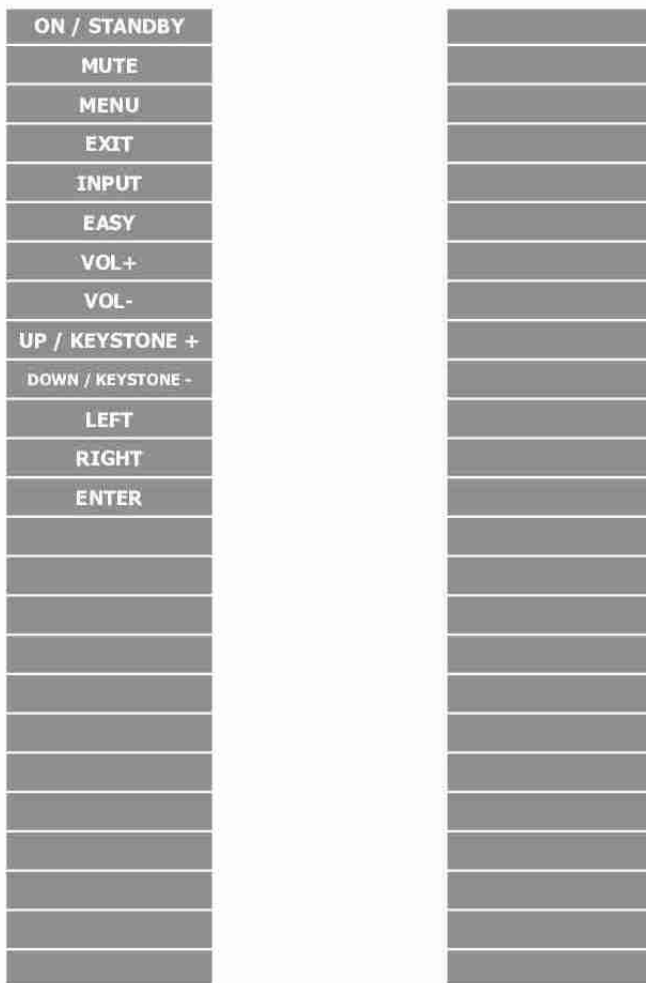 ON / STANDBY
MUTE
MENU
EXIT
INPUT
EASY
VOL+
VOL-
UP / KEYSTONE +
DOWN / KEYSTONE -
LEFT
RIGHT
ENTER